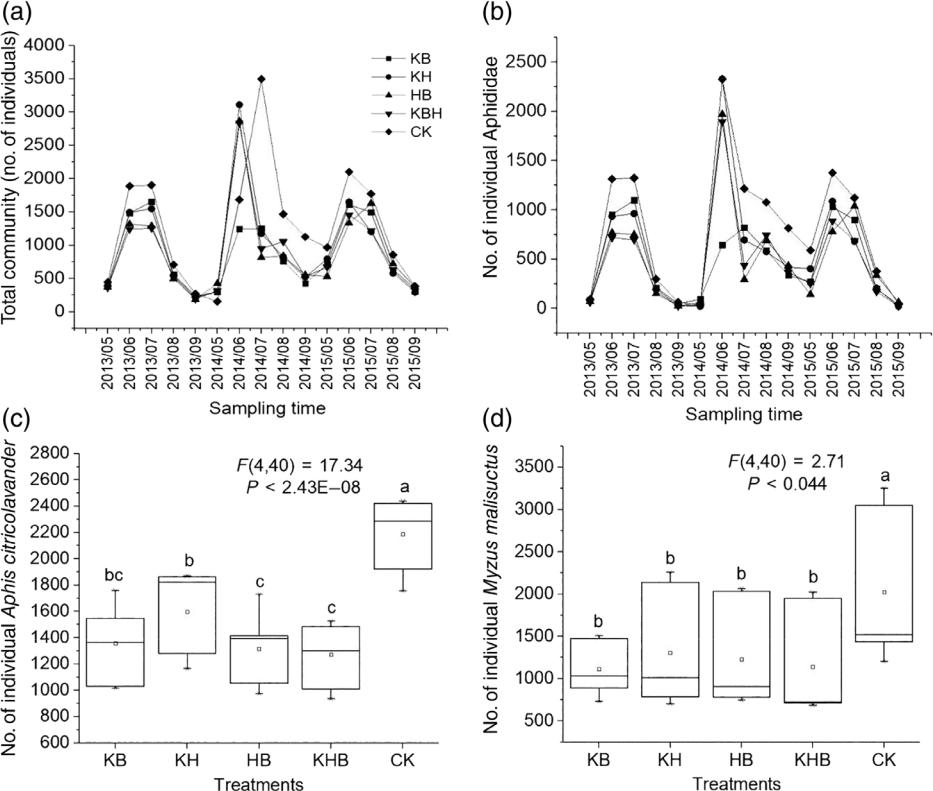 (a)
Total community (no. of individuals)
4000
3500
3000
2500
2000
1500
1000
500
0
KB
KH
HB
KBH
CK
2013/05
2013/06
2013/07
2013/08
2013/09
2014/05
2014/06
2014/07
2014/08
2014/09
2015/05
2015/06
2015/07
2015/08
2015/09
Sampling time
(b)
No. of individual Aphididae
2500
2000
1500
1000
500
0
2013/05
2013/06
2013/07
2013/08
2013/09
2014/05
2014/06
2014/07
2014/08
2014/09
2015/05
2015/06
2015/07
2015/08
2015/09
Sampling time
(c)
No. of individual Aphis citricolavander
2800
2600
2400
2200
2000
1800
1600
1400
1200
1000
800
600
F(4,40) = 17.34
P < 2.43E–08
bc
b
c
c
a
KB
KH
HB
KHB
CK
Treatments
(d)
No. of individual Myzus malisuctus
3500
3000
2500
2000
1500
1000
500
F(4,40) = 2.71
P < 0.044
b
b
b
b
a
KB
KH
HB
KHB
CK
Treatments